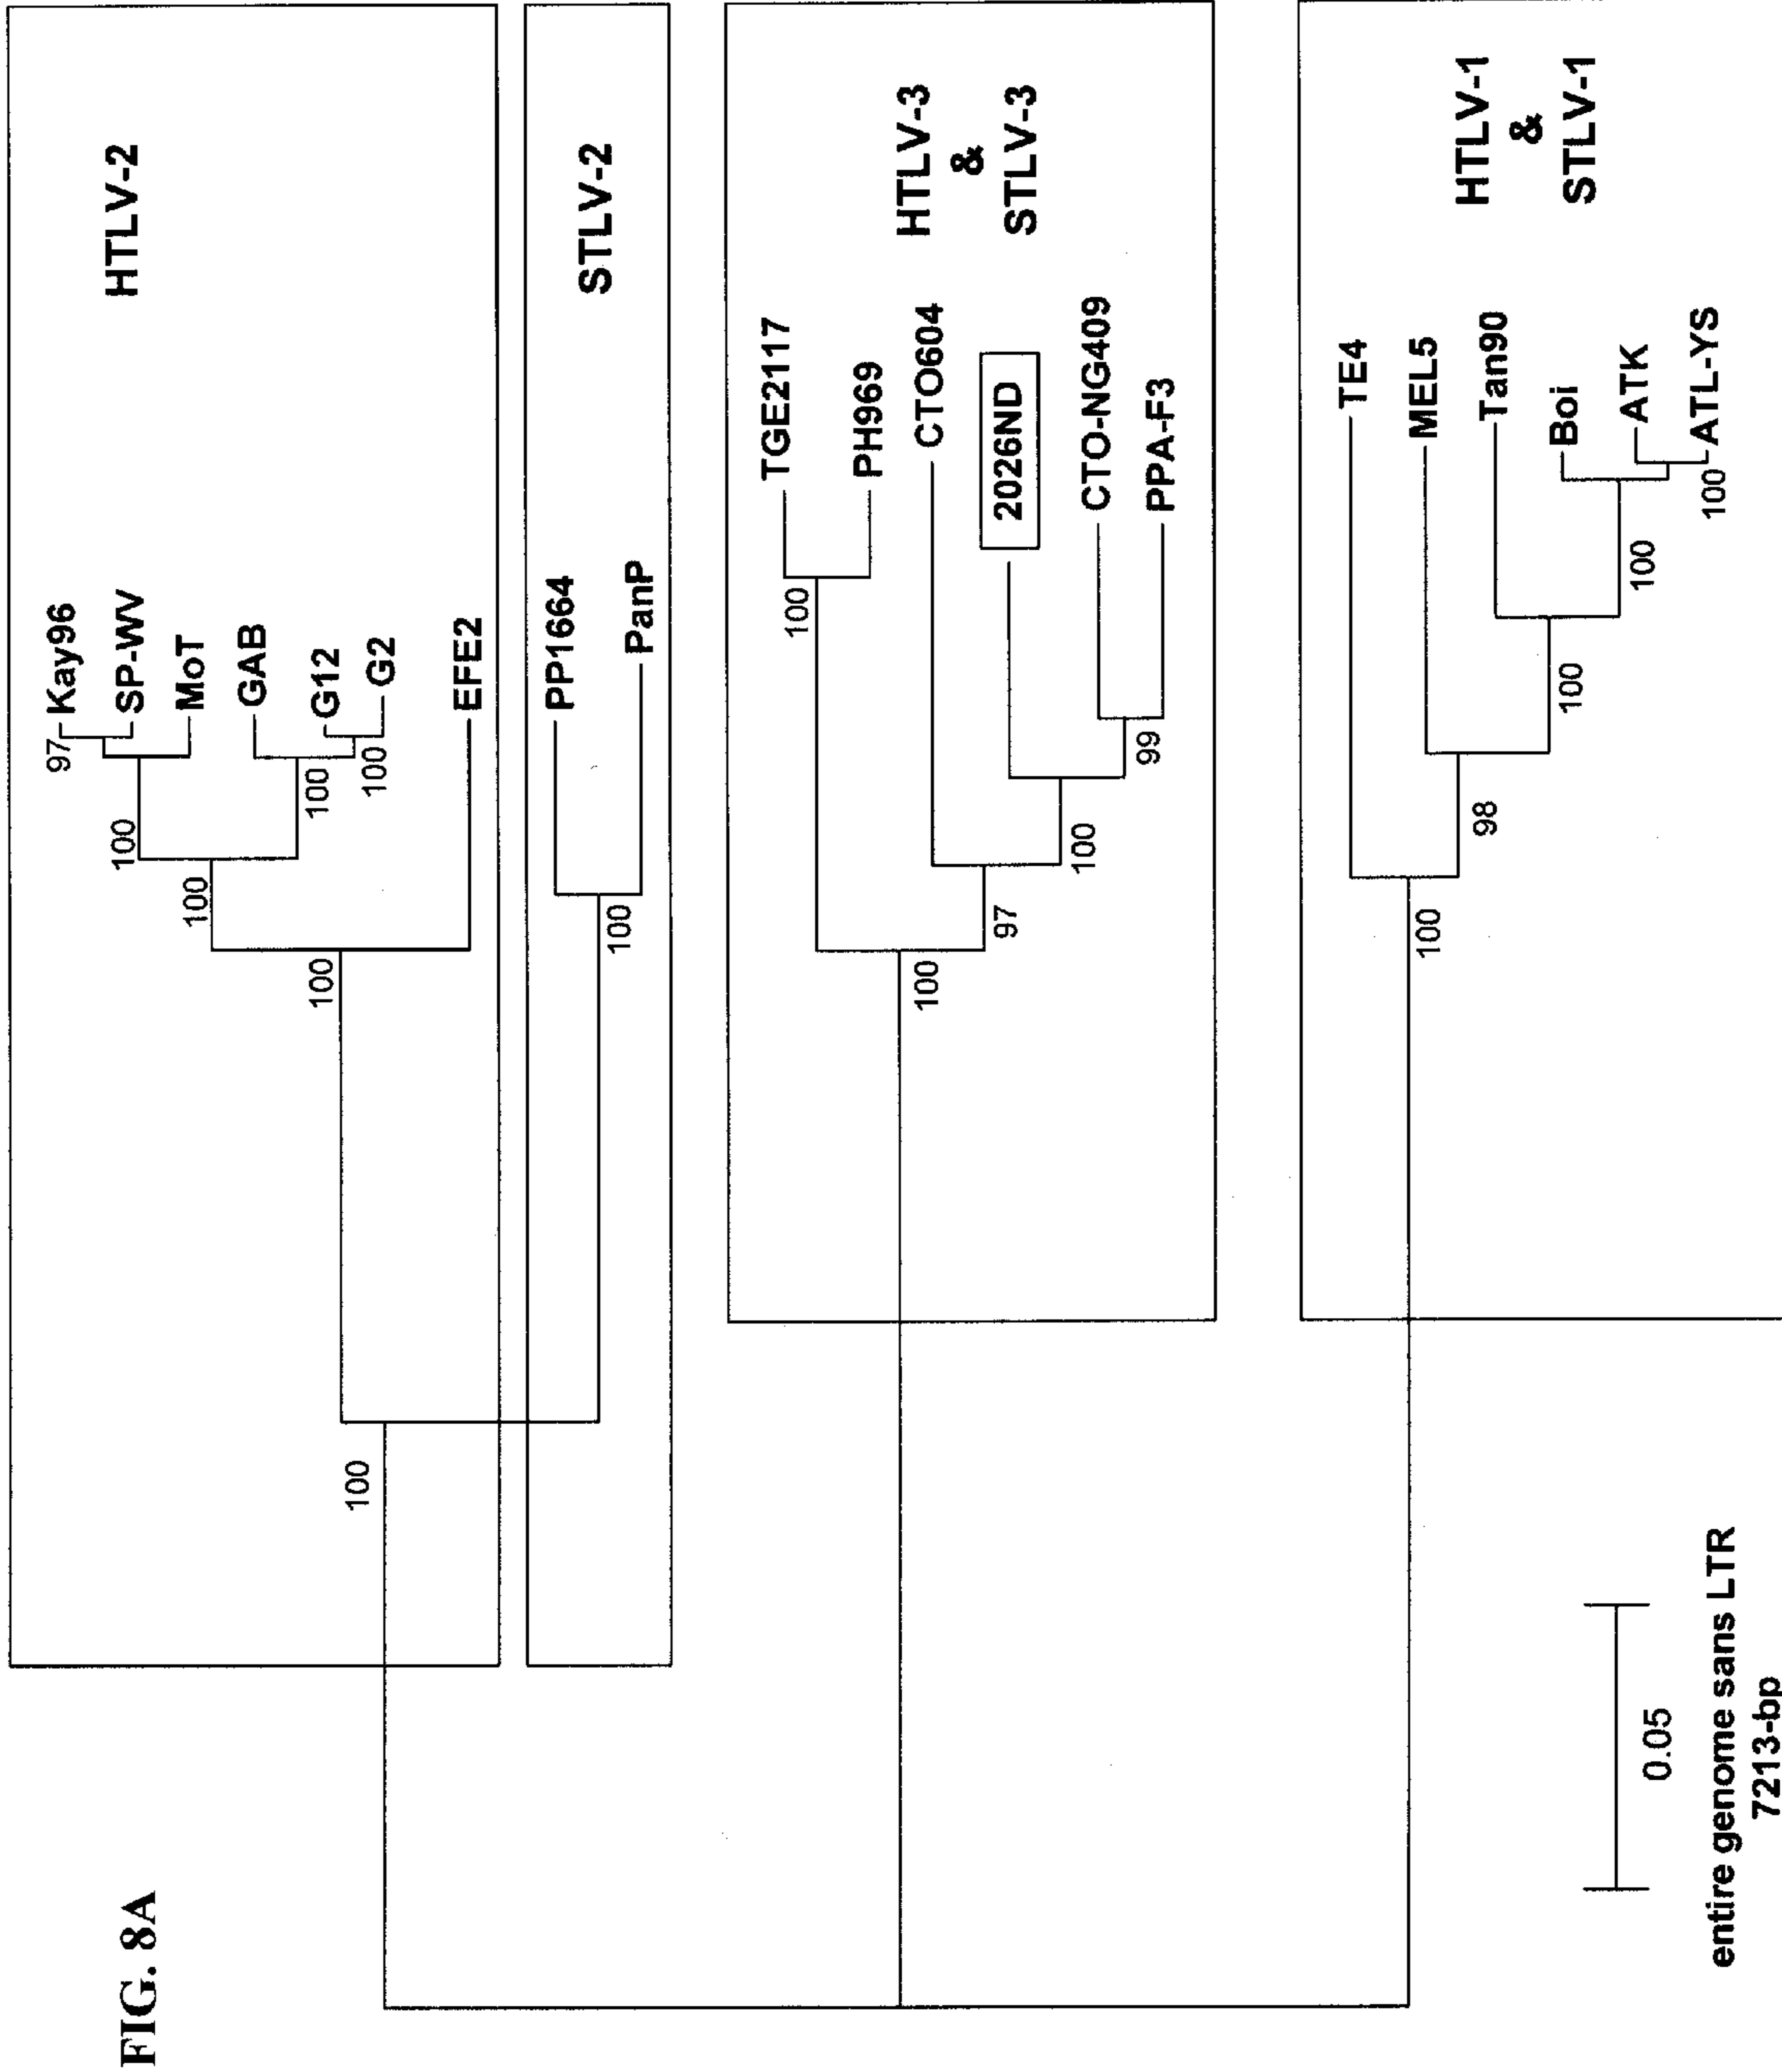 FIG. 8A
HTLV-2
97
Kay96
SP-WV
MoT
100
GAB
G12
G2
100
100
100
EFE2
100
STLV-2
PP1664
PanP
100
100
HTLV-3
&
STLV-3
TGE2117
PH969
100
CTO604
2026ND
CTO-NG409
PPA-F3
99
100
97
100
HTLV-1
&
STLV-1
TE4
MEL5
Tan90
Boi
ATK
ATL-YS
100
100
100
98
100
0.05
entire genome sans LTR
7213-bp